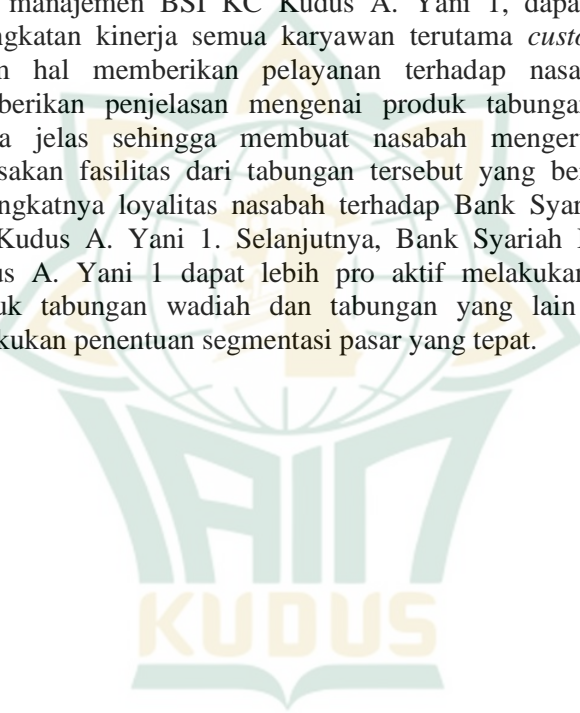 manajemen BSI KC Kudus A. Yani 1, dapa
ngkatan kinerja semua karyawan terutama custo
n hal memberikan pelayanan terhadap nasa
berikan penjelasan mengenai produk tabungan
a jelas sehingga membuat nasabah menger
sakan fasilitas dari tabungan tersebut yang be
ngkatnya loyalitas nasabah terhadap Bank Syar
Kudus A. Yani 1. Selanjutnya, Bank Syariah
us A. Yani 1 dapat lebih pro aktif melakukan
uk tabungan wadiah dan tabungan yang lain
kukan penentuan segmentasi pasar yang tepat.
IAIN
KUDUS